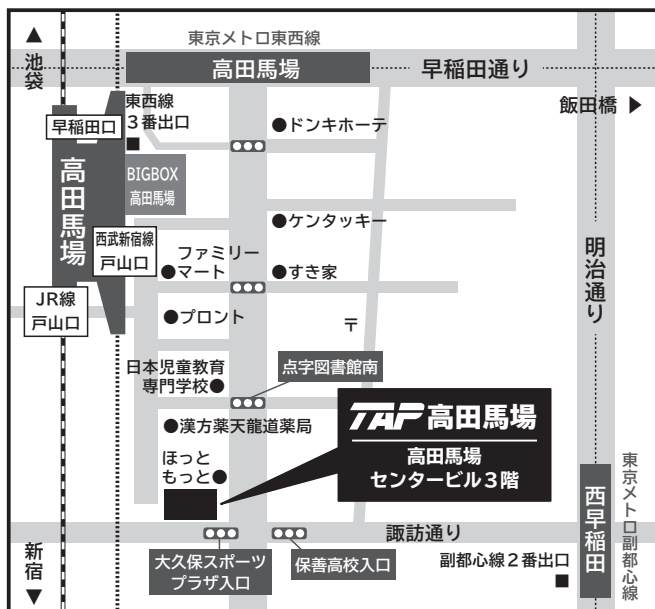 ▲
池袋
東京メトロ東西線
高田馬場
早稲田通り
飯田橋 ▶
早稲田口
東西線
3番出口
■
●ドンキホーテ
高田馬場
BIGBOX
高田馬場
●ケンタッキー
西武新宿線
戸山口
ファミリー
●マート
●すき家
明治通り
JR線
戸山口
●プロント
〒
日本児童教育
専門学校●
点字図書館南
TAP高田馬場
高田馬場
センタービル3階
●漢方薬天龍道薬局
ほっと
もっと●
西早稲田
東京メトロ副都心線
諏訪通り
新宿
▼
大久保スポーツ
プラザ入口
保善高校入口
副都心線2番出口
■